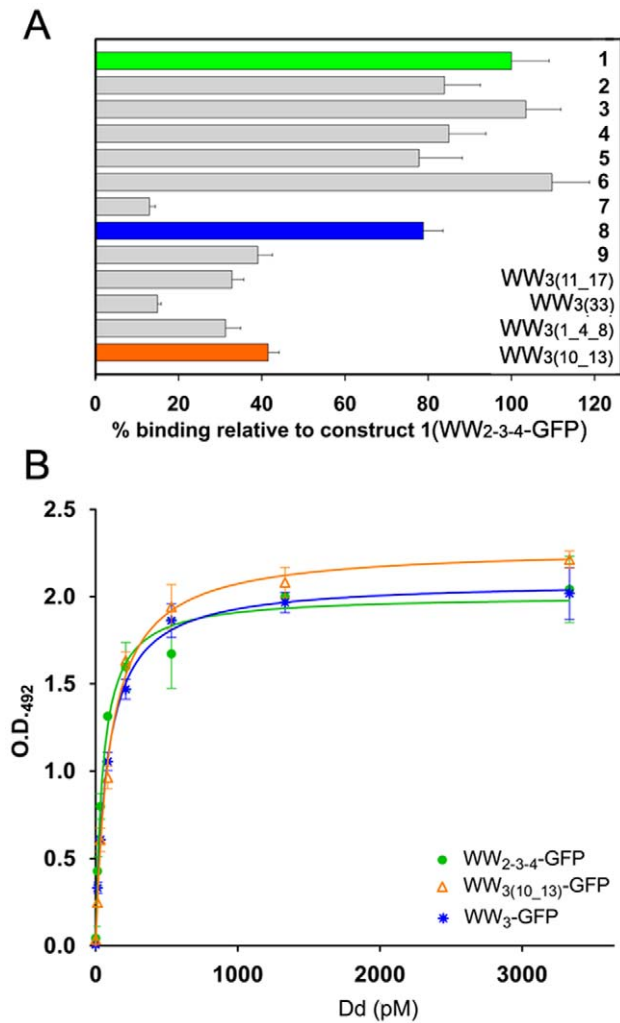 A
1
2
3
4
5
6
7
8
9
WW3(11_17)
WW3(33)
WW3(1_4_8)
WW3(10_13)
0 20 40 60 80 100 120
% binding relative to construct 1(WW2-3-4-GFP)
B
2.5
2.0
1.5
1.0
0.5
0.0
O.D.492
WW2-3-4-GFP
WW3(10_13)-GFP
WW3-GFP
0 1000 2000 3000
Dd (pM)